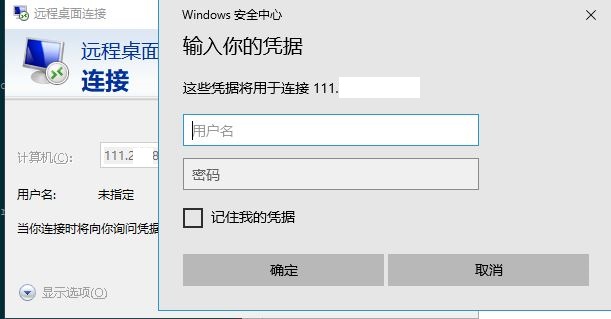 远程桌面连接
远程桌面
连接
计算机(C):
111.2 8
用户名:
未指定
当你连接时将向你询问凭据
显示选项(O)
Windows 安全中心
输入你的凭据
这些凭据将用于连接 111.
用户名
密码
记住我的凭据
确定
取消